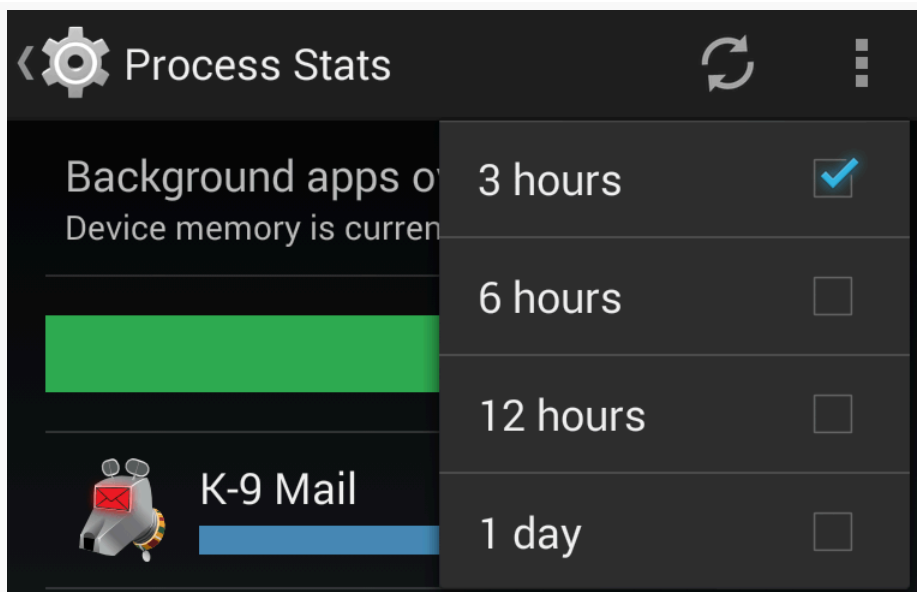 Process Stats
Background apps o
Device memory is curren
3 hours
6 hours
12 hours
K-9 Mail
1 day